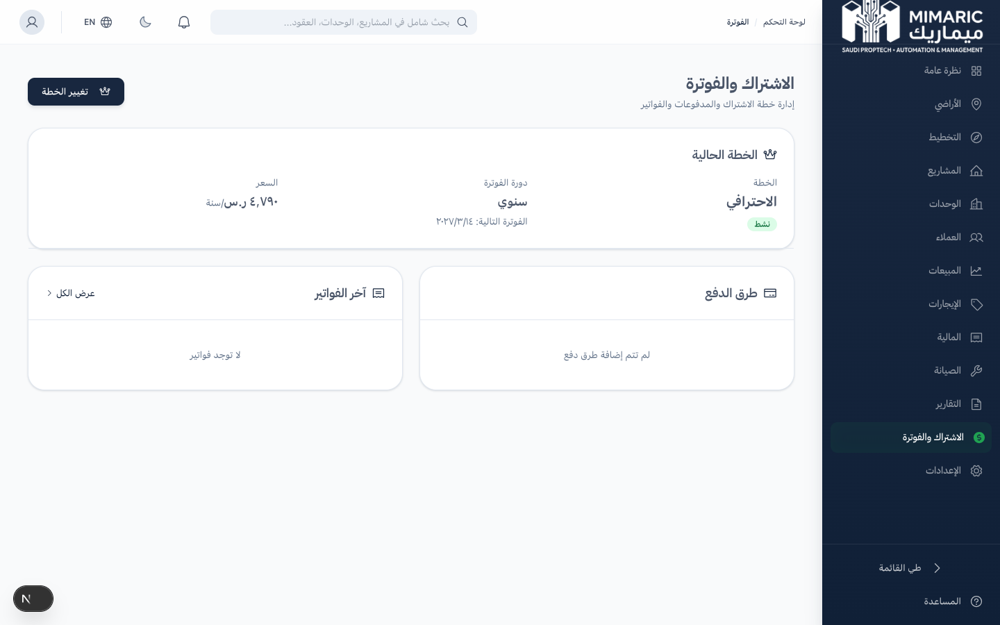 MIMARIC
ميماريك
SAUDI PROPTECH • AUTOMATION & MANAGEMENT
نظرة عامة
الأراضي
التخطيط
المشاريع
الوحدات
العملاء
المبيعات
الإيجارات
المالية
الصيانة
التقارير
الاشتراك والفوترة
الإعدادات
طي القائمة
المساعدة
لوحة التحكم / الفوترة
بحث شامل في المشاريع، الوحدات، العقود...
EN
الاشتراك والفوترة
إدارة خطة الاشتراك والمدفوعات والفواتير
تغيير الخطة
الخطة الحالية
الخطة
الاحترافي
نشط
دورة الفوترة
سنوي
الفوترة التالية: ٢٠٢٧/٣/١٤
السعر
٤,٧٩٠ ر.س/سنة
طرق الدفع
لم تتم إضافة طرق دفع
آخر الفواتير
عرض الكل
لا توجد فواتير
N